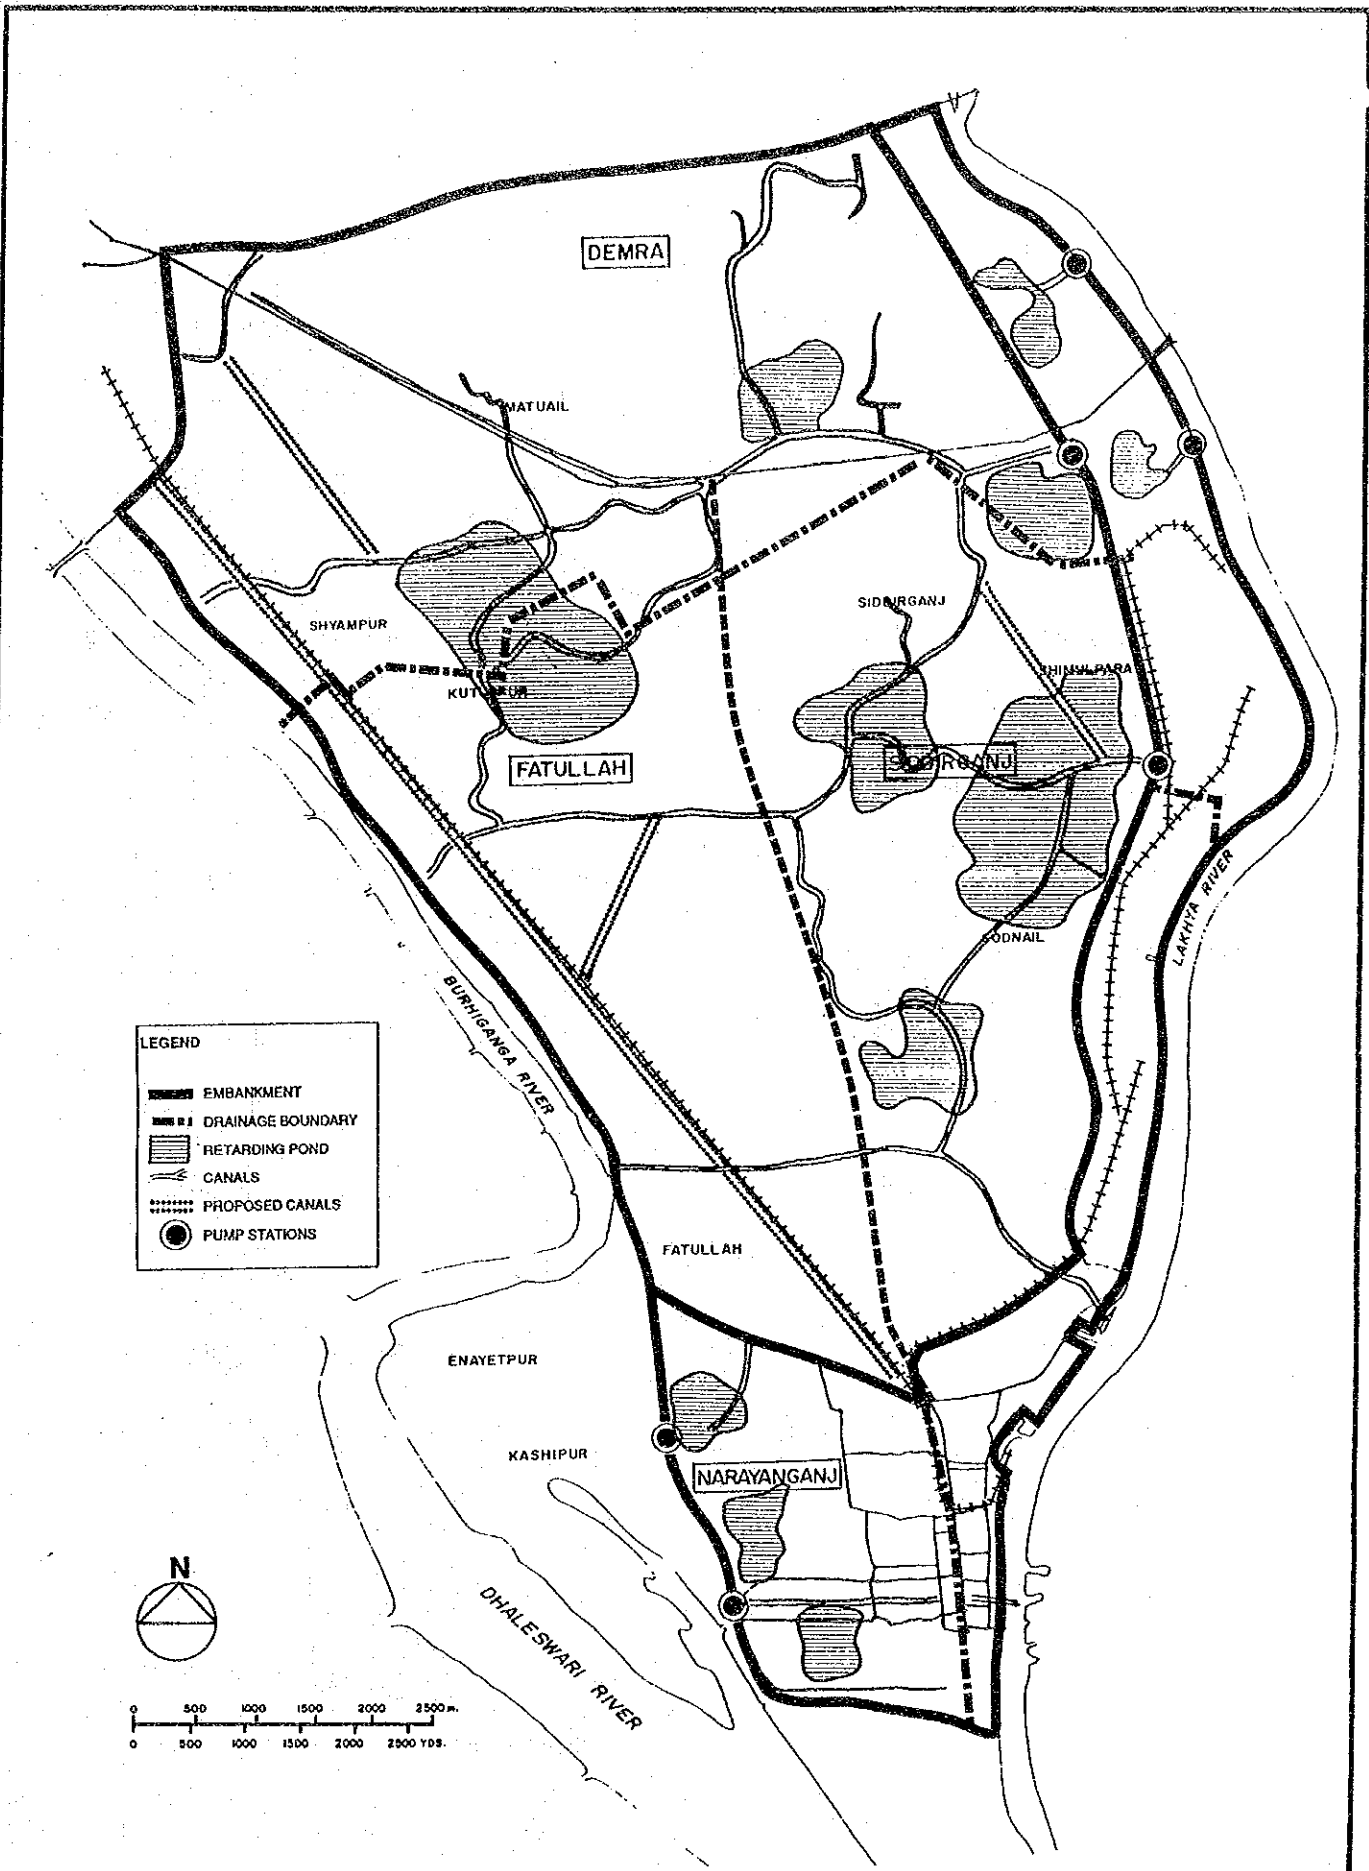 DEMRA
MATUAIL
SHYAMPUR
SIDDIRGANJ
SHIMULPARA
FATULLAH
SIDDIRGANJ
LAKHYA RIVER
GODNAIL
BURHIGANGA RIVER
LEGEND
EMBANKMENT
DRAINAGE BOUNDARY
RETARDING POND
CANALS
PROPOSED CANALS
PUMP STATIONS
FATULLAH
ENAYETPUR
KASHIPUR
NARAYANGANJ
N
DHALESWARI RIVER
0 500 1000 1500 2000 2500 m.
0 500 1000 1500 2000 2500 YDS.